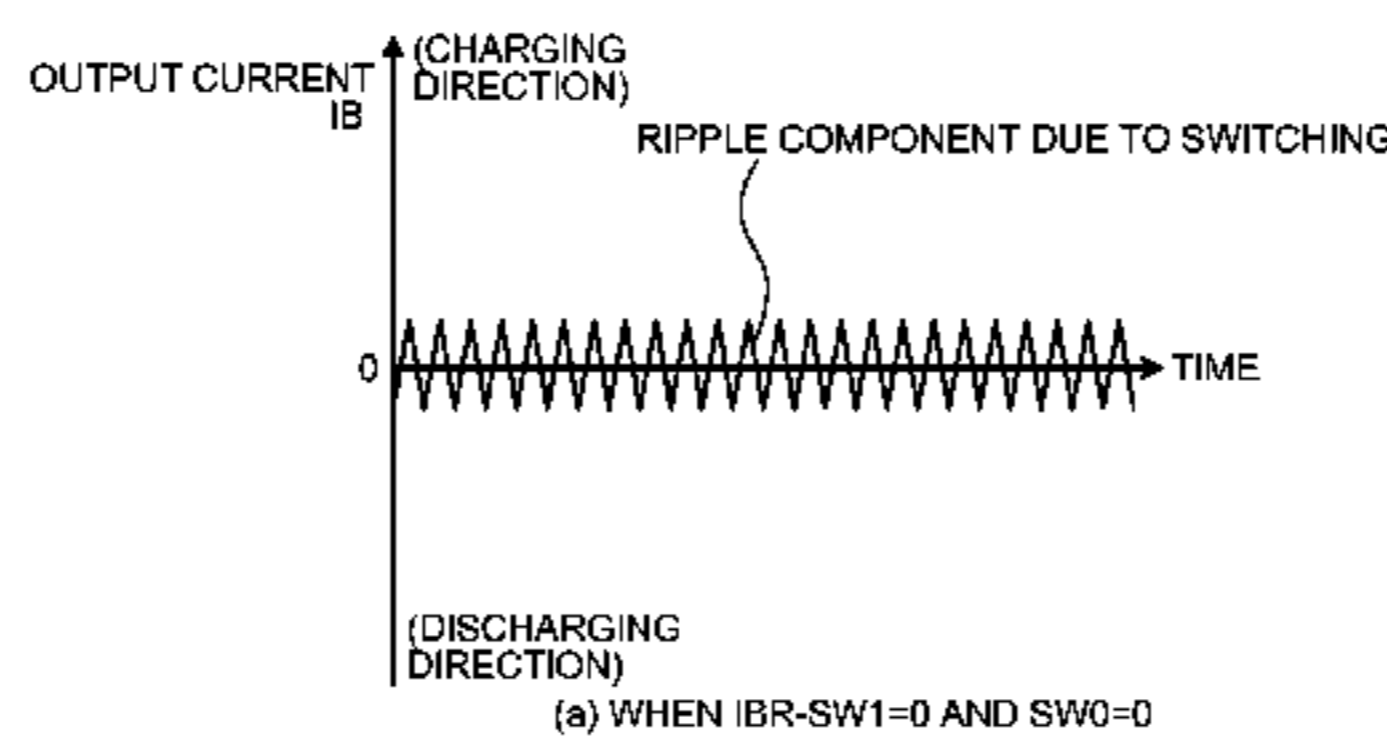 OUTPUT CURRENT
IB
(CHARGING
DIRECTION)
RIPPLE COMPONENT DUE TO SWITCHING
0
TIME
(DISCHARGING
DIRECTION)
(a) WHEN IBR-SW1=0 AND SW0=0